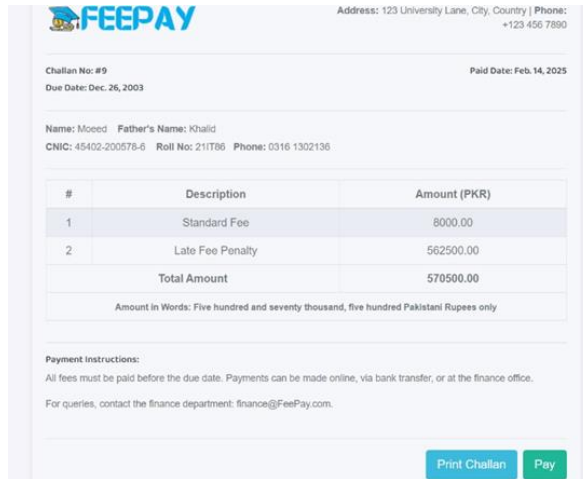 FEEPAY
Address: 123 University Lane, City, Country | Phone:
+123 456 7890
Challan No: #9
Paid Date: Feb. 14, 2025
Due Date: Dec. 26, 2003
Name: Moeed Father's Name: Khalid
CNIC: 45402-200578-6 Roll No: 21IT86 Phone: 0316 1302136
# Description Amount (PKR)
1 Standard Fee 8000.00
2 Late Fee Penalty 562500.00
Total Amount 570500.00
Amount in Words: Five hundred and seventy thousand, five hundred Pakistani Rupees only
Payment Instructions:
All fees must be paid before the due date. Payments can be made online, via bank transfer, or at the finance office.
For queries, contact the finance department: finance@FeePay.com.
Print Challan Pay